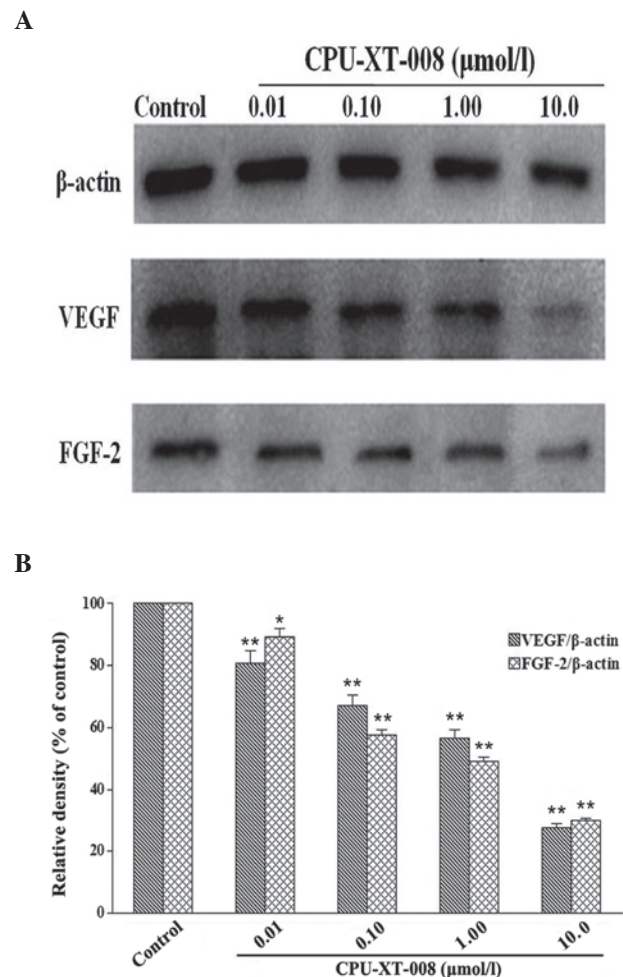 A
CPU-XT-008 (μmol/l)
Control 0.01 0.10 1.00 10.0
β-actin
VEGF
FGF-2
B
100
80
60
40
20
0
Relative density (% of control)
** *
** **
** **
** **
VEGF/β-actin
FGF-2/β-actin
Control 0.01 0.10 1.00 10.0
CPU-XT-008 (μmol/l)